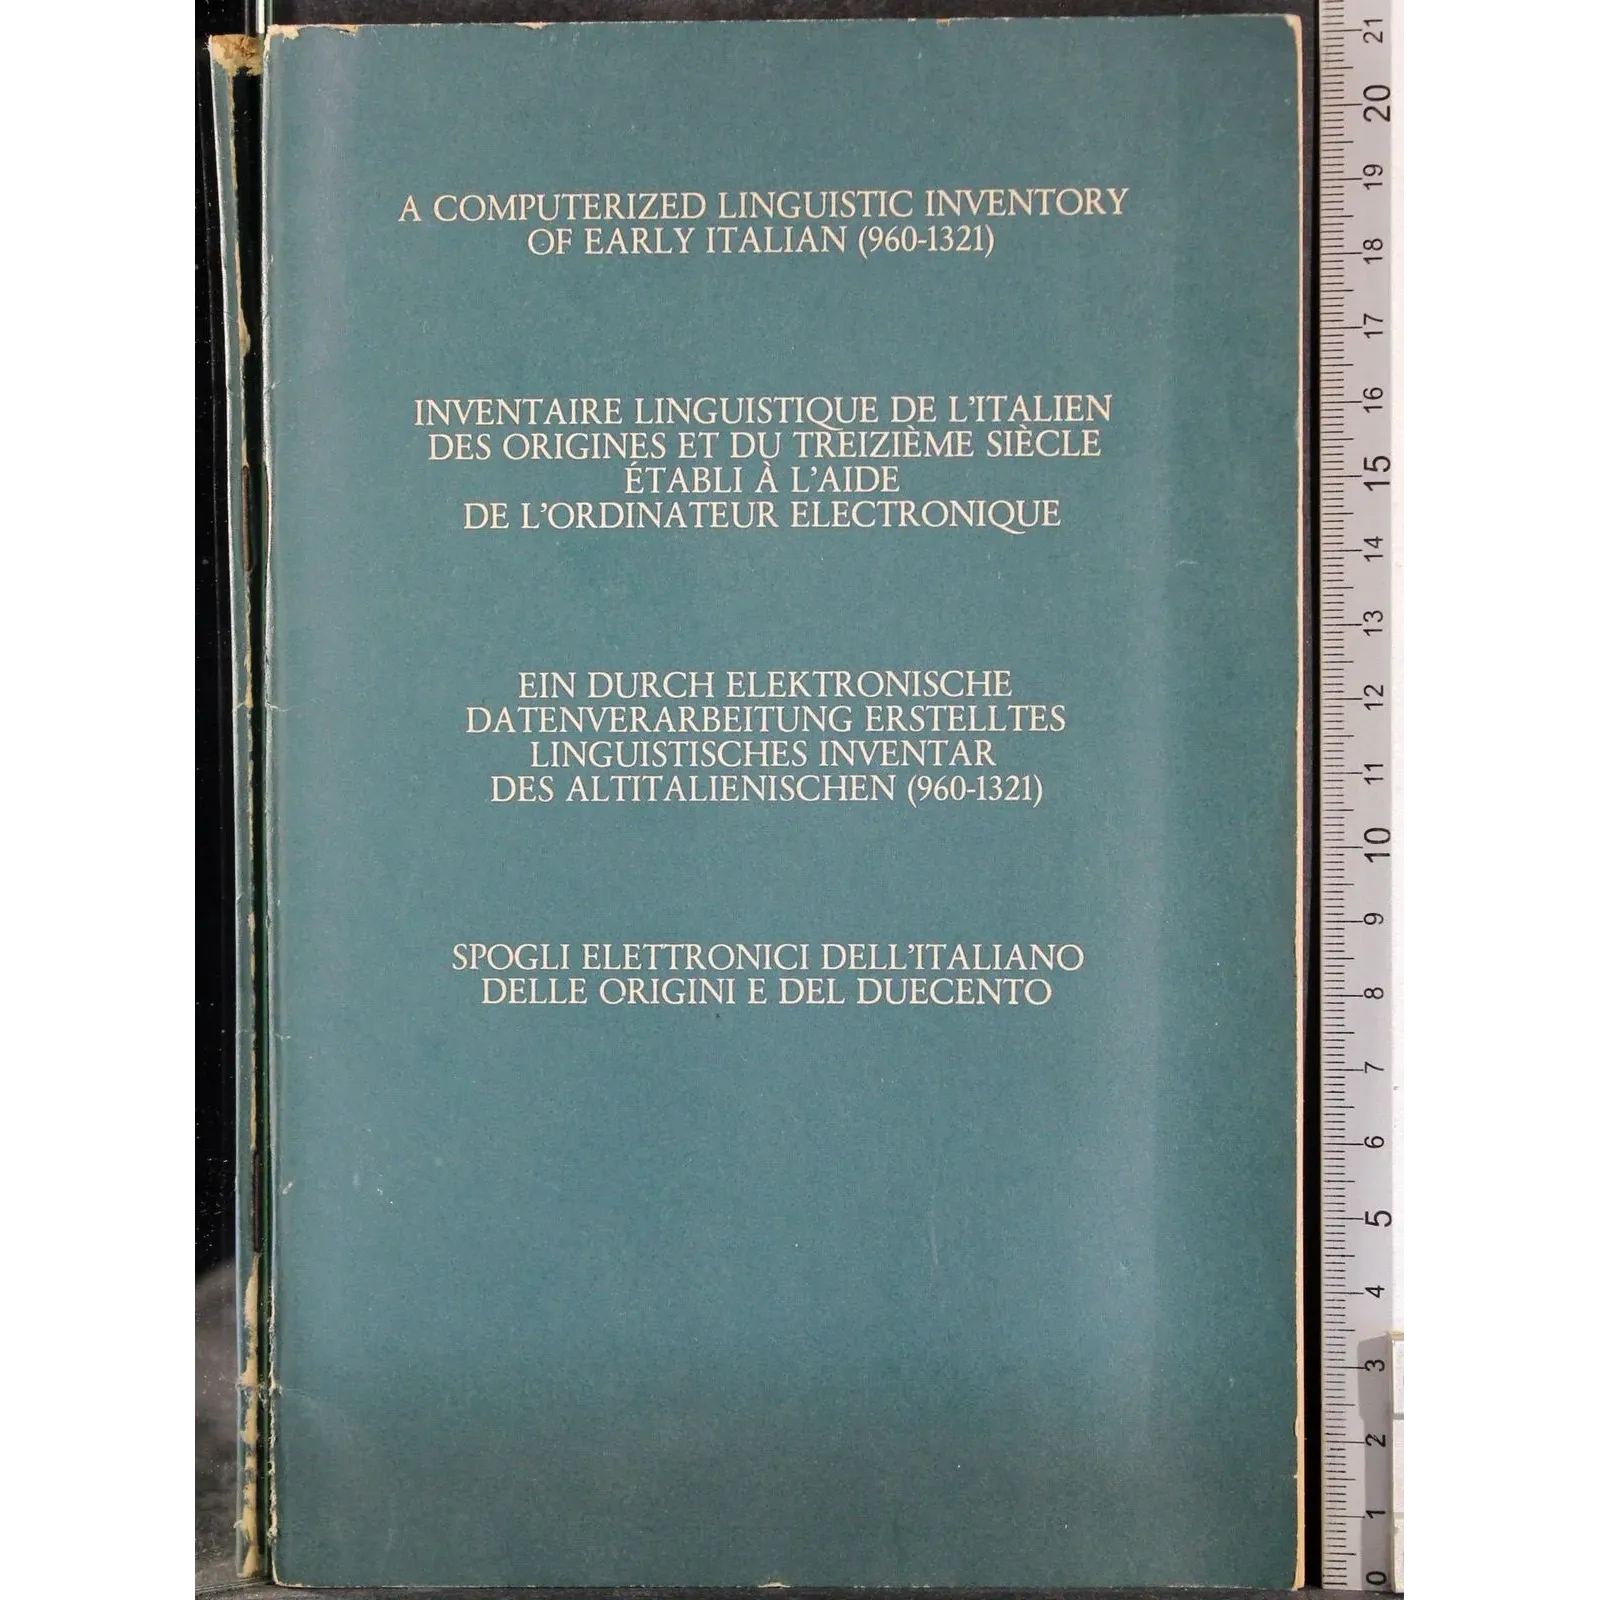 A COMPUTERIZED LINGUISTIC INVENTORY
OF EARLY ITALIAN (960-1321)
INVENTAIRE LINGUISTIQUE DE L'ITALIEN
DES ORIGINES ET DU TREIZIÈME SIÈCLE
ÉTABLI À L'AIDE
DE L'ORDINATEUR ELECTRONIQUE
EIN DURCH ELEKTRONISCHE
DATENVERARBEITUNG ERSTELLTES
LINGUISTISCHES INVENTAR
DES ALTITALIENISCHEN (960-1321)
SPOGLI ELETTRONICI DELL'ITALIANO
DELLE ORIGINI E DEL DUECENTO
21
20
19
18
17
16
15
14
13
12
11
10
9
8
7
6
5
4
3
2
1
0